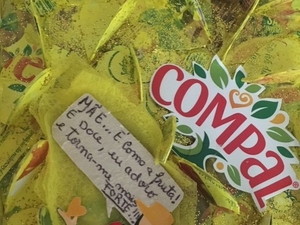 MÃE... É como a fruta!
É Doce, eu adoro
e torna-me mais
FORTE!!!
COMPAL